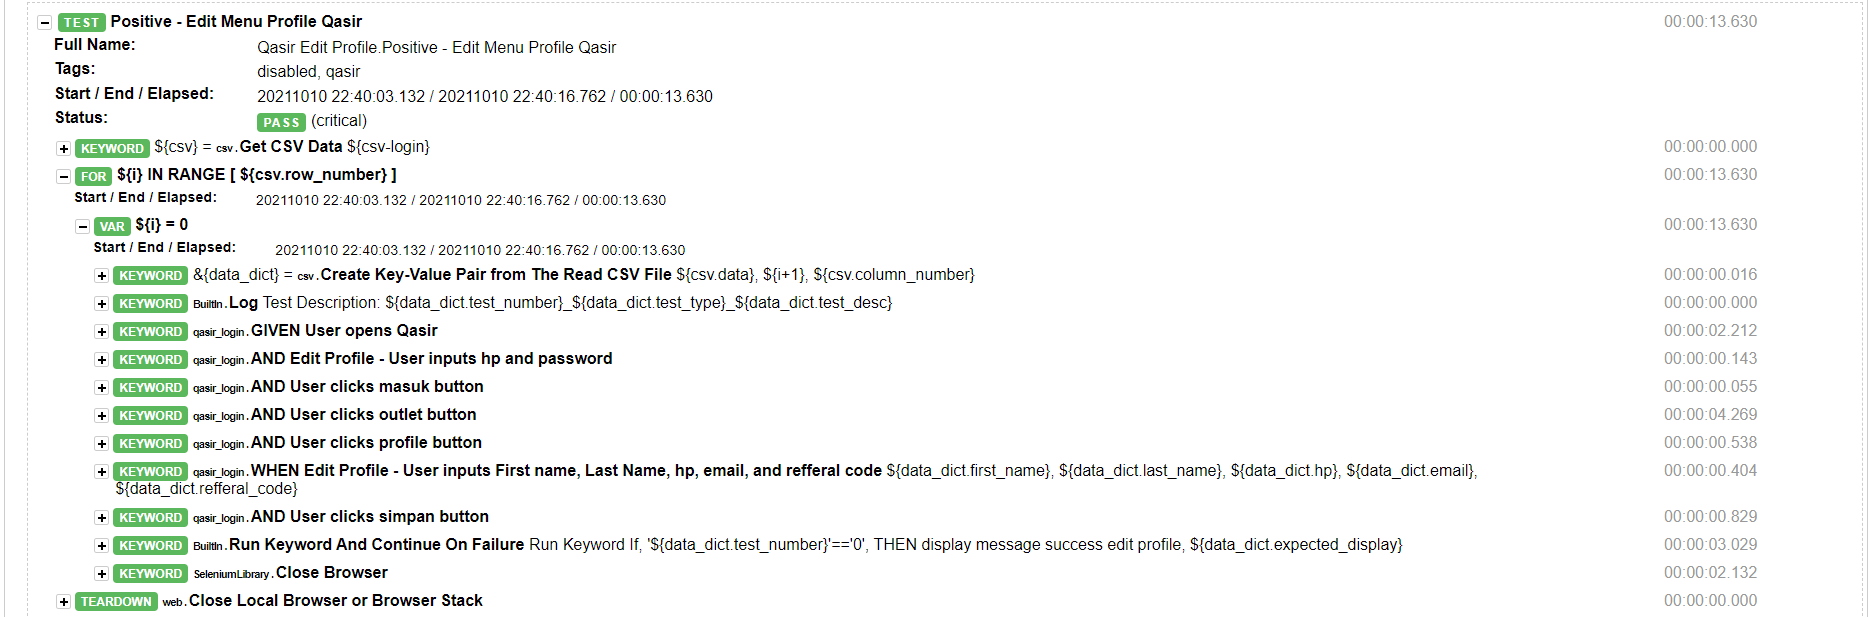 TEST Positive - Edit Menu Profile Qasir 00:00:13.630
Full Name: Qasir Edit Profile.Positive - Edit Menu Profile Qasir
Tags: disabled, qasir
Start / End / Elapsed: 20211010 22:40:03.132 / 20211010 22:40:16.762 / 00:00:13.630
Status: PASS (critical)
KEYWORD ${csv} = csv.Get CSV Data ${csv-login} 00:00:00.000
FOR ${i} IN RANGE [ ${csv.row_number} ] 00:00:13.630
Start / End / Elapsed: 20211010 22:40:03.132 / 20211010 22:40:16.762 / 00:00:13.630
VAR ${i} = 0 00:00:13.630
Start / End / Elapsed: 20211010 22:40:03.132 / 20211010 22:40:16.762 / 00:00:13.630
KEYWORD &{data_dict} = csv.Create Key-Value Pair from The Read CSV File ${csv.data}, ${i+1}, ${csv.column_number} 00:00:00.016
KEYWORD BuiltIn.Log Test Description: ${data_dict.test_number}_${data_dict.test_type}_${data_dict.test_desc} 00:00:00.000
KEYWORD qasir_login.GIVEN User opens Qasir 00:00:02.212
KEYWORD qasir_login.AND Edit Profile - User inputs hp and password 00:00:00.143
KEYWORD qasir_login.AND User clicks masuk button 00:00:00.055
KEYWORD qasir_login.AND User clicks outlet button 00:00:04.269
KEYWORD qasir_login.AND User clicks profile button 00:00:00.538
KEYWORD qasir_login.WHEN Edit Profile - User inputs First name, Last Name, hp, email, and refferal code ${data_dict.first_name}, ${data_dict.last_name}, ${data_dict.hp}, ${data_dict.email}, 00:00:00.404
${data_dict.refferal_code}
KEYWORD qasir_login.AND User clicks simpan button 00:00:00.829
KEYWORD BuiltIn.Run Keyword And Continue On Failure Run Keyword If, '${data_dict.test_number}'=='0', THEN display message success edit profile, ${data_dict.expected_display} 00:00:03.029
KEYWORD SeleniumLibrary.Close Browser 00:00:02.132
TEARDOWN web.Close Local Browser or Browser Stack 00:00:00.000